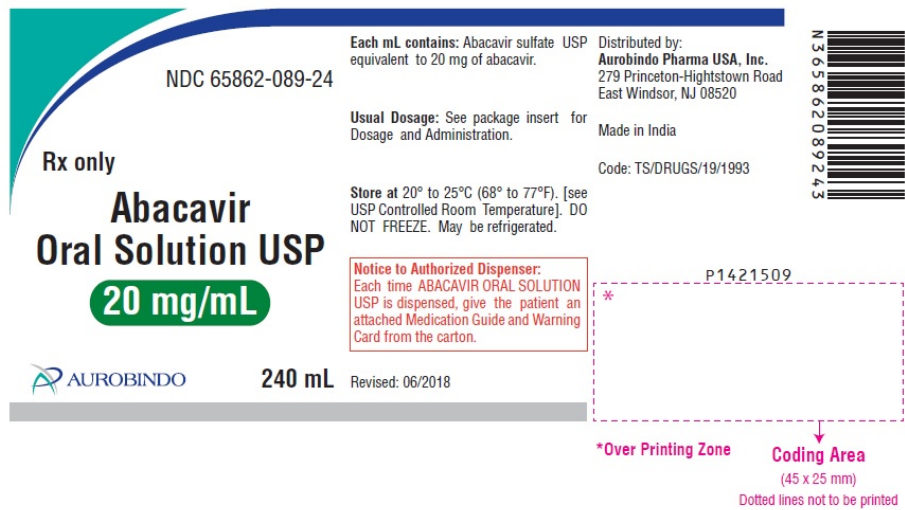 NDC 65862-089-24
Rx only
Abacavir
Oral Solution USP
20 mg/mL
AUROBINDO
240 mL
Each mL contains: Abacavir sulfate USP
equivalent to 20 mg of abacavir.
Usual Dosage: See package insert for
Dosage and Administration.
Store at 20° to 25°C (68° to 77°F). [see
USP Controlled Room Temperature]. DO
NOT FREEZE. May be refrigerated.
Notice to Authorized Dispenser:
Each time ABACAVIR ORAL SOLUTION
USP is dispensed, give the patient an
attached Medication Guide and Warning
Card from the carton.
Revised: 06/2018
Distributed by:
Aurobindo Pharma USA, Inc.
279 Princeton-Hightstown Road
East Windsor, NJ 08520
Made in India
Code: TS/DRUGS/19/1993
N365862089243
P1421509
*
*Over Printing Zone
Coding Area
(45 x 25 mm)
Dotted lines not to be printed